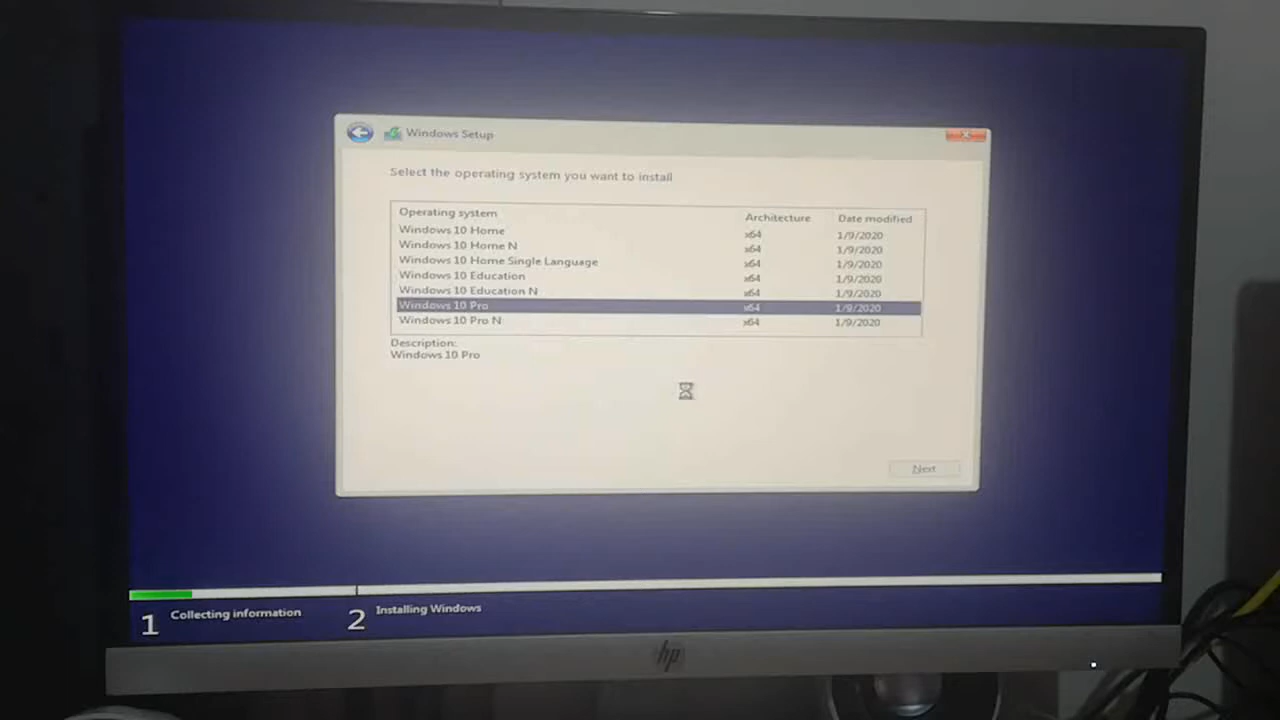 Windows Setup
Select the operating system you want to install
Operating system Architecture Date modified
Windows 10 Home x64 1/9/2020
Windows 10 Home N x64 1/9/2020
Windows 10 Home Single Language x64 1/9/2020
Windows 10 Education x64 1/9/2020
Windows 10 Education N x64 1/9/2020
Windows 10 Pro x64 1/9/2020
Windows 10 Pro N x64 1/9/2020
Description:
Windows 10 Pro
Next
1 Collecting information 2 Installing Windows
hp